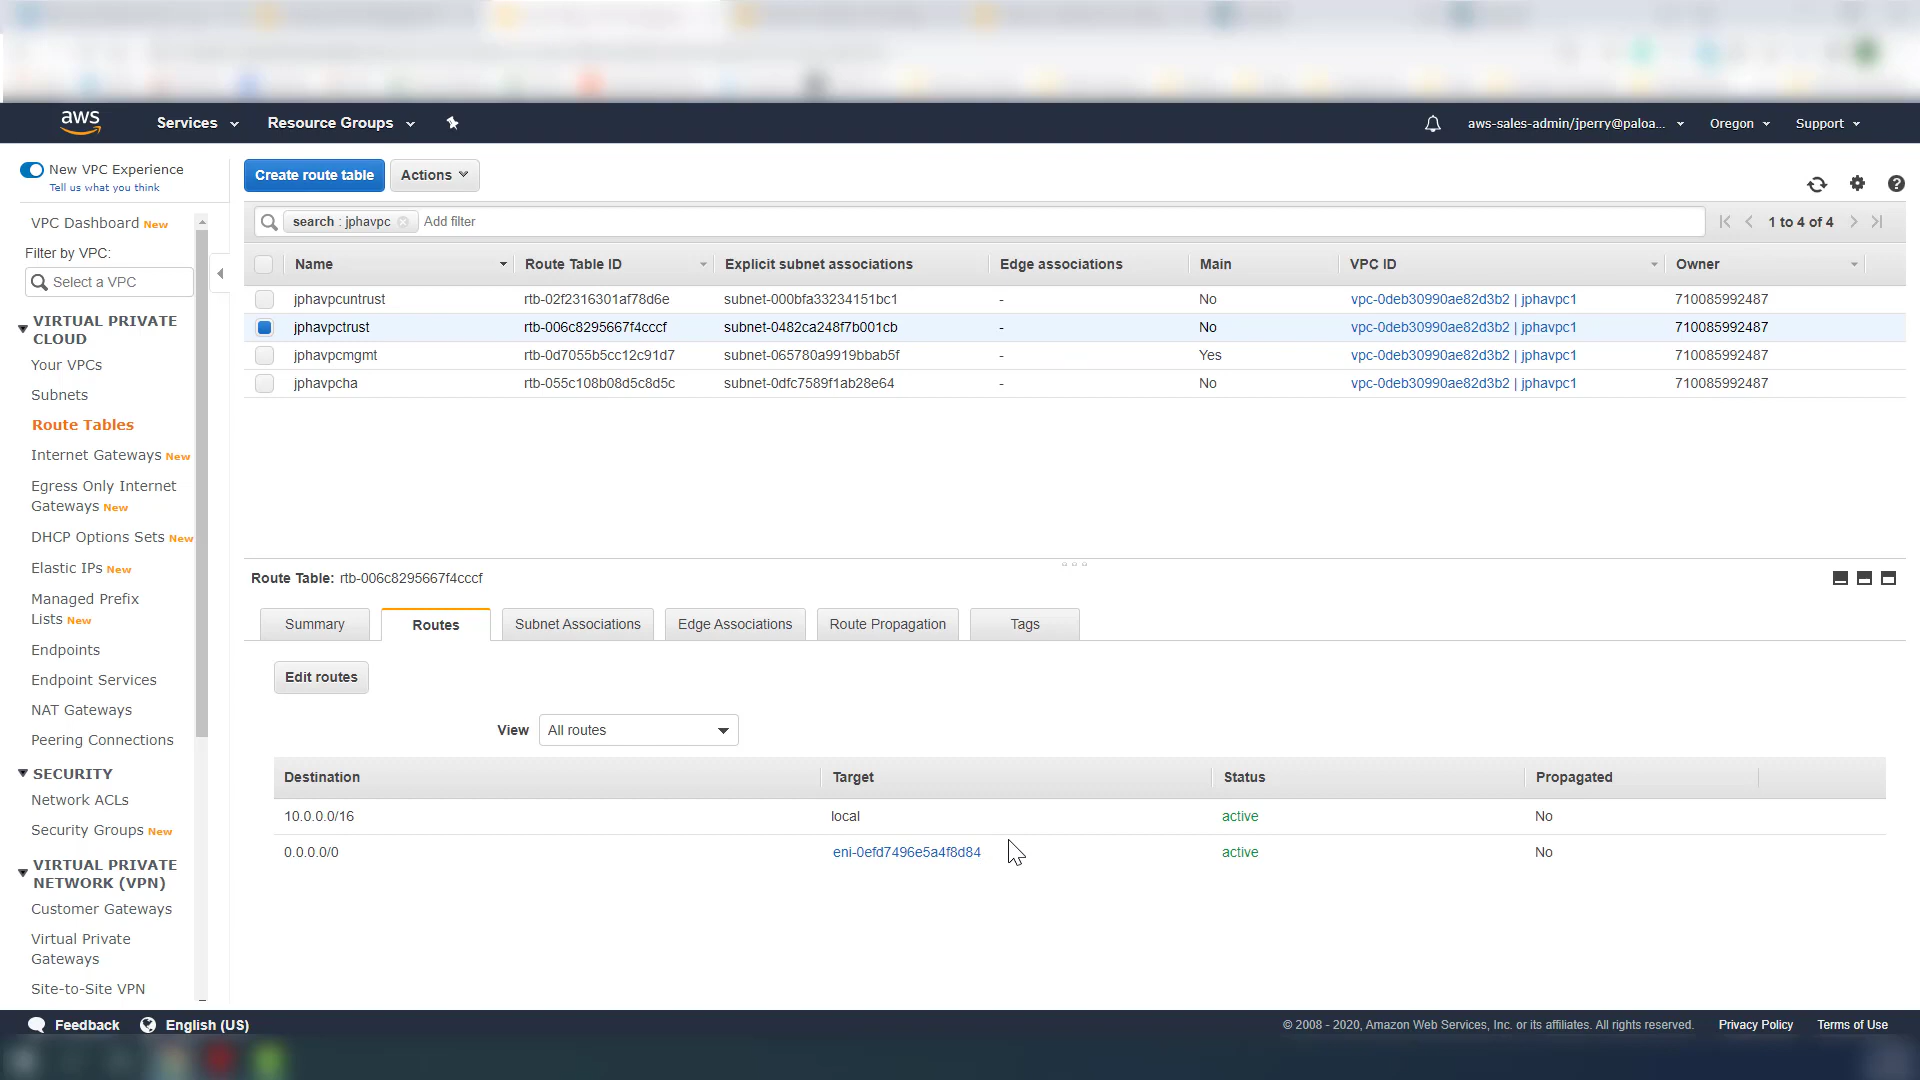 aws
Services
Resource Groups
aws-sales-admin/jperry@paloa...
Oregon
Support
New VPC Experience
Tell us what you think
VPC Dashboard New
Filter by VPC:
Select a VPC
VIRTUAL PRIVATE
CLOUD
Your VPCs
Subnets
Route Tables
Internet Gateways New
Egress Only Internet
Gateways New
DHCP Options Sets New
Elastic IPs New
Managed Prefix
Lists New
Endpoints
Endpoint Services
NAT Gateways
Peering Connections
SECURITY
Network ACLs
Security Groups New
VIRTUAL PRIVATE
NETWORK (VPN)
Customer Gateways
Virtual Private
Gateways
Site-to-Site VPN
Create route table
Actions
search : jphavpc
Add filter
1 to 4 of 4
Name Route Table ID Explicit subnet associations Edge associations Main VPC ID Owner
jphavpcuntrust rtb-02f2316301af78d6e subnet-000bfa33234151bc1 - No vpc-0deb30990ae82d3b2 | jphavpc1 710085992487
jphavpctrust rtb-006c8295667f4cccf subnet-0482ca248f7b001cb - No vpc-0deb30990ae82d3b2 | jphavpc1 710085992487
jphavpcmgmt rtb-0d7055b5cc12c91d7 subnet-065780a9919bbab5f - Yes vpc-0deb30990ae82d3b2 | jphavpc1 710085992487
jphavpcha rtb-055c108b08d5c8d5c subnet-0dfc7589f1ab28e64 - No vpc-0deb30990ae82d3b2 | jphavpc1 710085992487
Route Table: rtb-006c8295667f4cccf
Summary
Routes
Subnet Associations
Edge Associations
Route Propagation
Tags
Edit routes
View All routes
Destination Target Status Propagated
10.0.0.0/16 local active No
0.0.0.0/0 eni-0efd7496e5a4f8d84 active No
Feedback
English (US)
© 2008 - 2020, Amazon Web Services, Inc. or its affiliates. All rights reserved.
Privacy Policy
Terms of Use